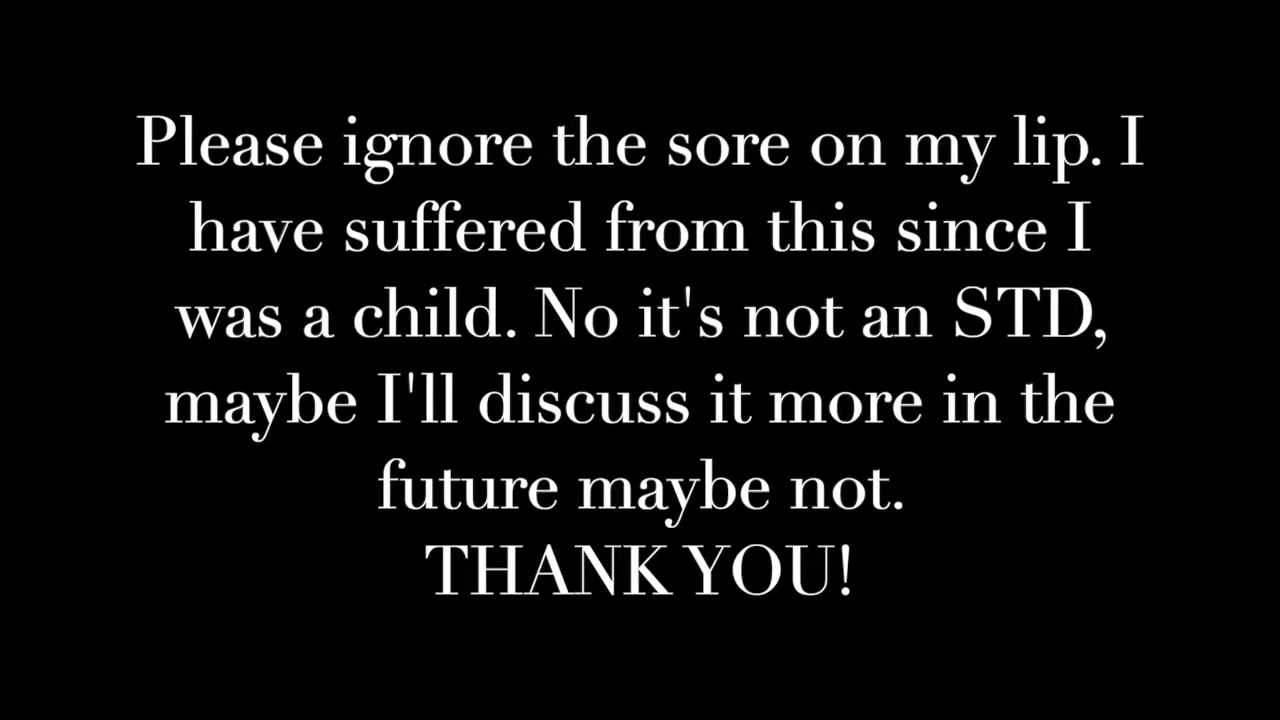 Please ignore the sore on my lip. I
have suffered from this since I
was a child. No it's not an STD,
maybe I'll discuss it more in the
future maybe not.
THANK YOU!